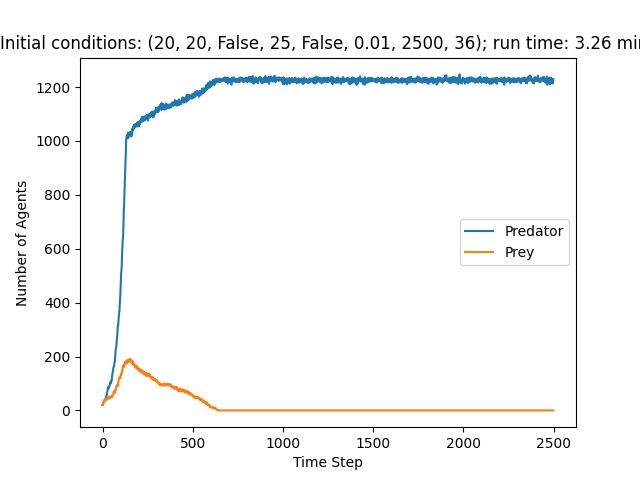 Initial conditions: (20, 20, False, 25, False, 0.01, 2500, 36); run time: 3.26
Number of Agents
1200
1000
800
600
400
200
0
Predator
Prey
0 500 1000 1500 2000 2500
Time Step